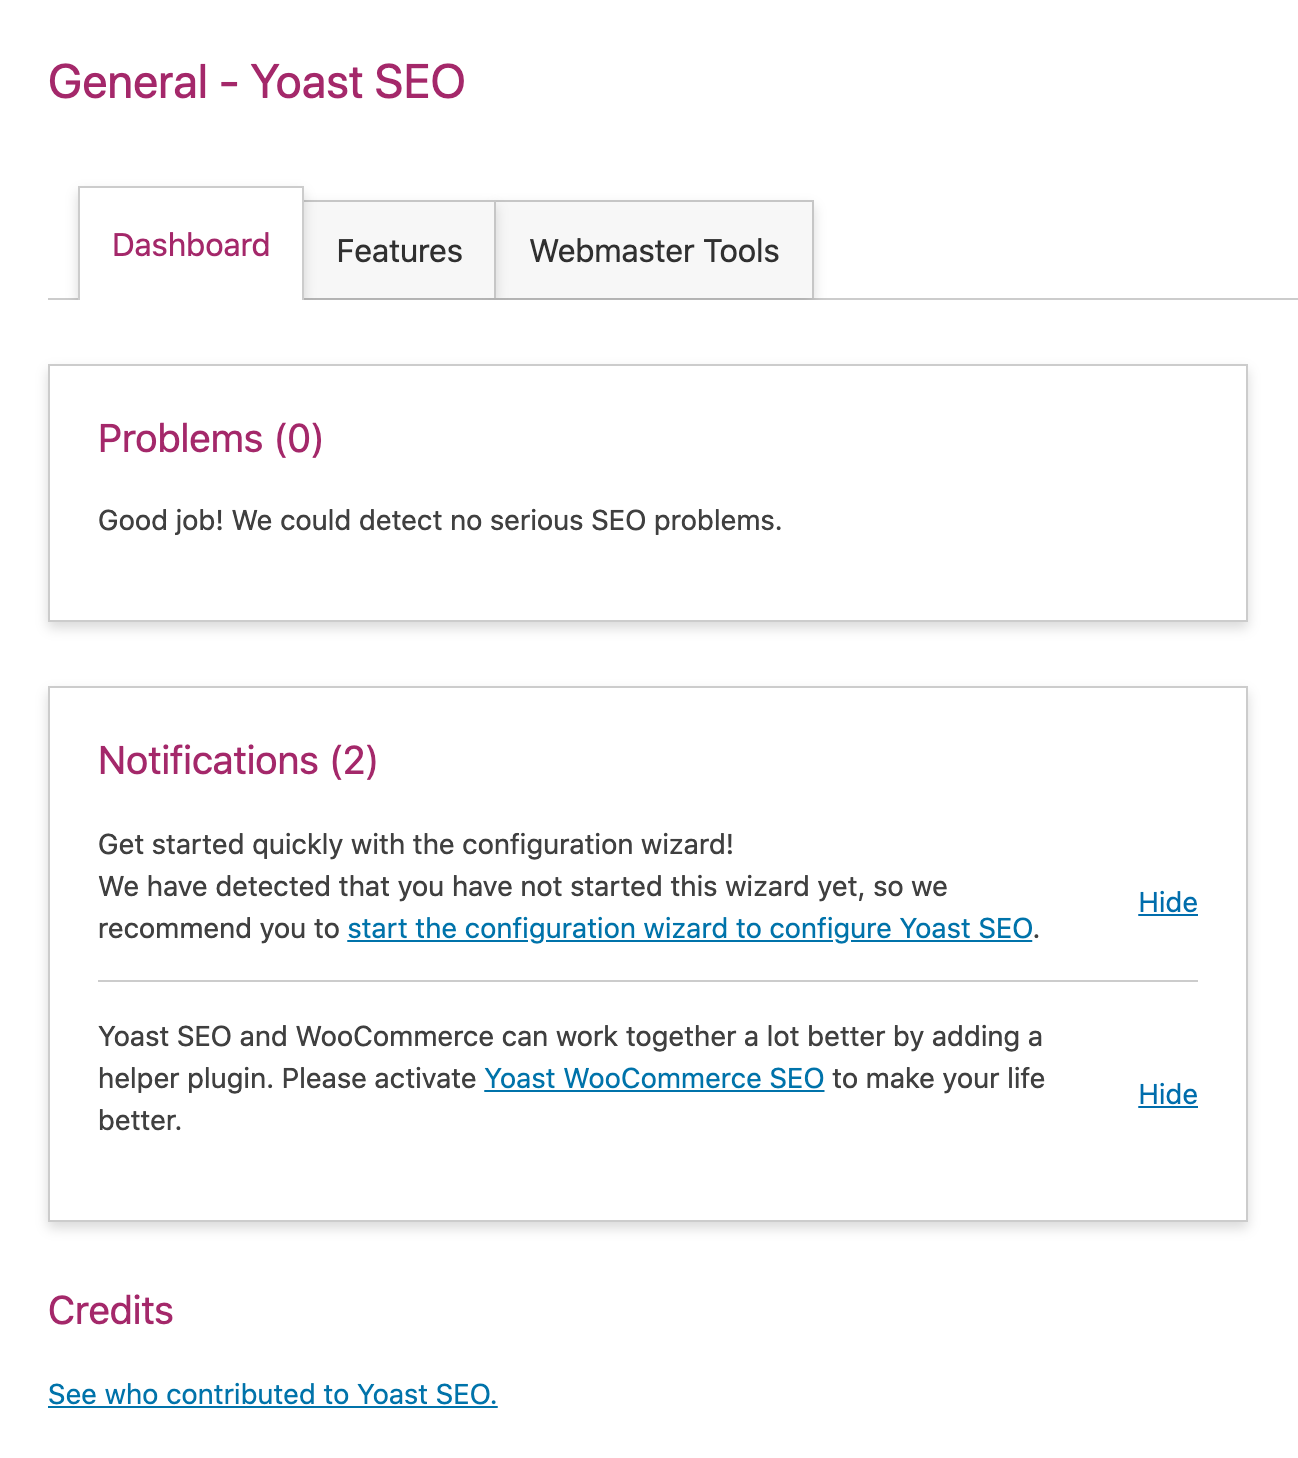 General - Yoast SEO
Dashboard
Features
Webmaster Tools
Problems (0)
Good job! We could detect no serious SEO problems.
Notifications (2)
Get started quickly with the configuration wizard!
We have detected that you have not started this wizard yet, so we
recommend you to start the configuration wizard to configure Yoast SEO.
Hide
Yoast SEO and WooCommerce can work together a lot better by adding a
helper plugin. Please activate Yoast WooCommerce SEO to make your life
better.
Hide
Credits
See who contributed to Yoast SEO.